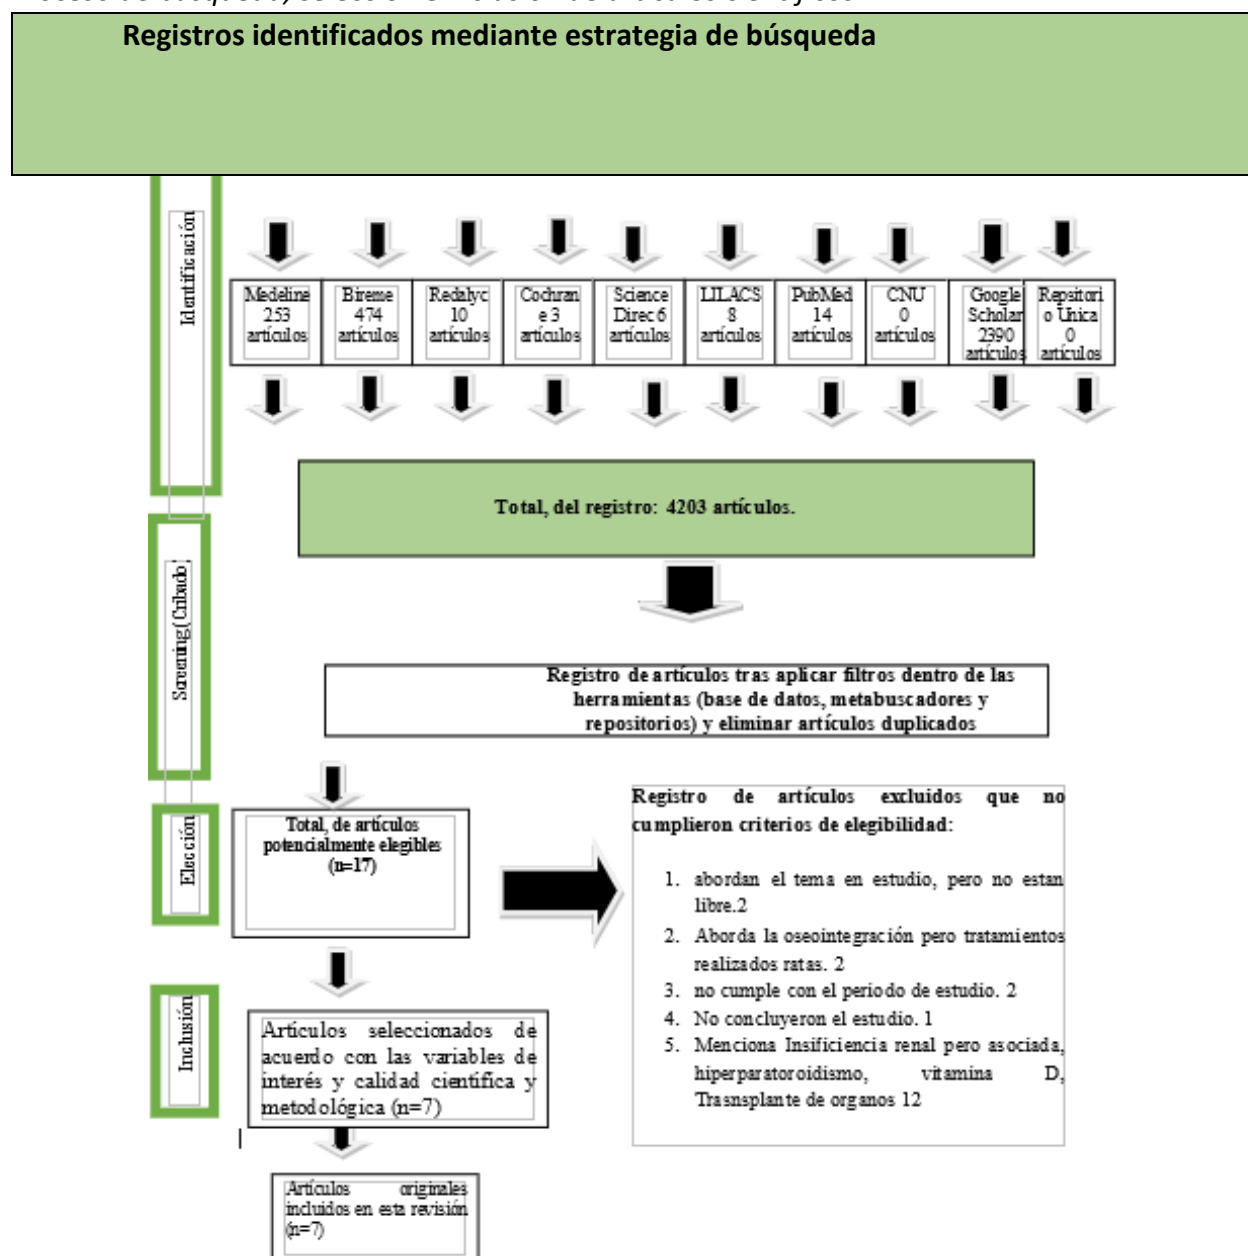 Registros identificados mediante estrategia de búsqueda
Identificación
Medeline
253
artículos
Bireme
474
artículos
Redalyc
10
artículos
Cochran
e 3
artículos
Science
Direc 6
artículos
LILACS
8
artículos
PubMed
14
artículos
CNU
0
artículos
Google
Scholar
2390
artículos
Repsitori
o Unica
0
artículos
Total, del registro: 4203 artículos.
Screening(Cribado)
Registro de artículos tras aplicar filtros dentro de las
herramientas (base de datos, metabuscadores y
repositorios) y eliminar artículos duplicados
Elección
Total, de artículos
potencialmente elegibles
(n=17)
Registro de artículos excluidos que no
cumplieron criterios de elegibilidad:
1. abordan el tema en estudio, pero no estan
libre.2
2. Aborda la oseointegración pero tratamientos
realizados ratas. 2
3. no cumple con el periodo de estudio. 2
4. No concluyeron el estudio. 1
5. Menciona Insificiencia renal pero asociada,
hiperparatoroidismo, vitamina D,
Trasnsplante de organos 12
Inclusión
Artículos seleccionados de
acuerdo con las variables de
interés y calidad científica y
metodológica (n=7)
Artículos originales
incluidos en esta revisión
(n=7)